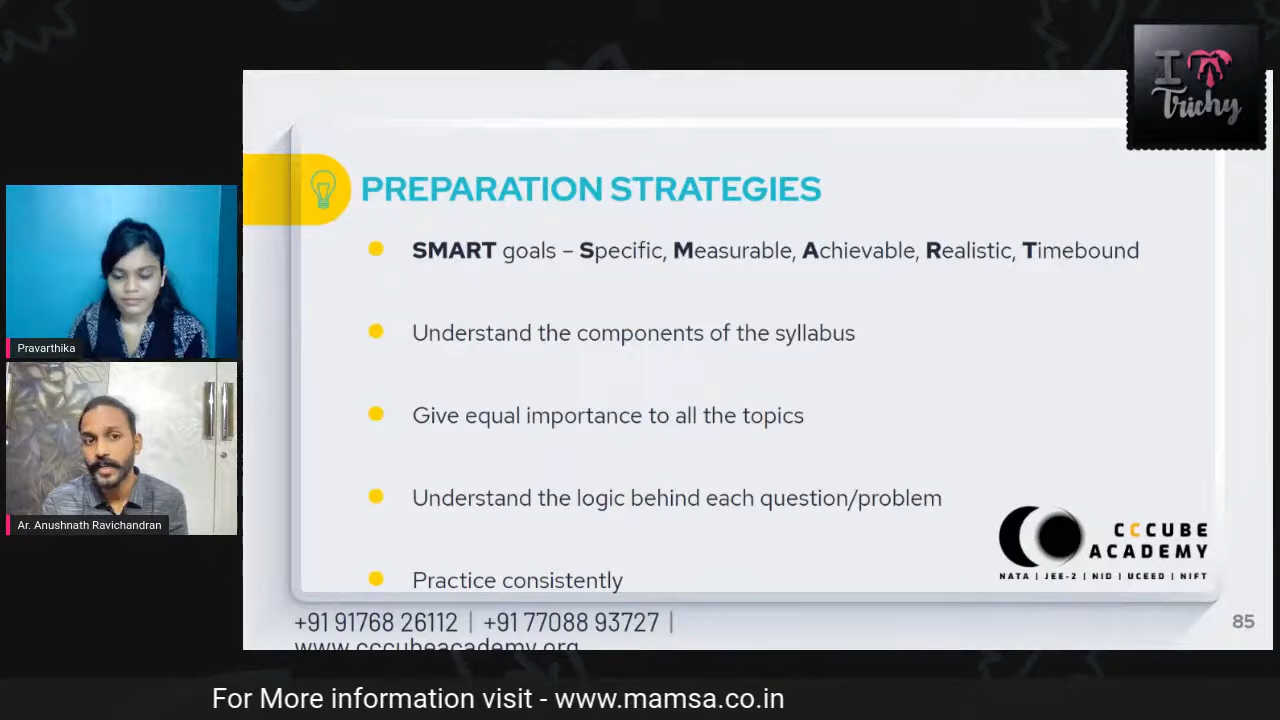 I Trichy
PREPARATION STRATEGIES
SMART goals – Specific, Measurable, Achievable, Realistic, Timebound
Understand the components of the syllabus
Give equal importance to all the topics
Understand the logic behind each question/problem
Practice consistently
CCCUBE
ACADEMY
NATA | JEE-2 | NID | UCEED | NIFT
+91 91768 26112 | +91 77088 93727 |
www.cccubeacademy.org
85
Pravarthika
Ar. Anushnath Ravichandran
For More information visit - www.mamsa.co.in